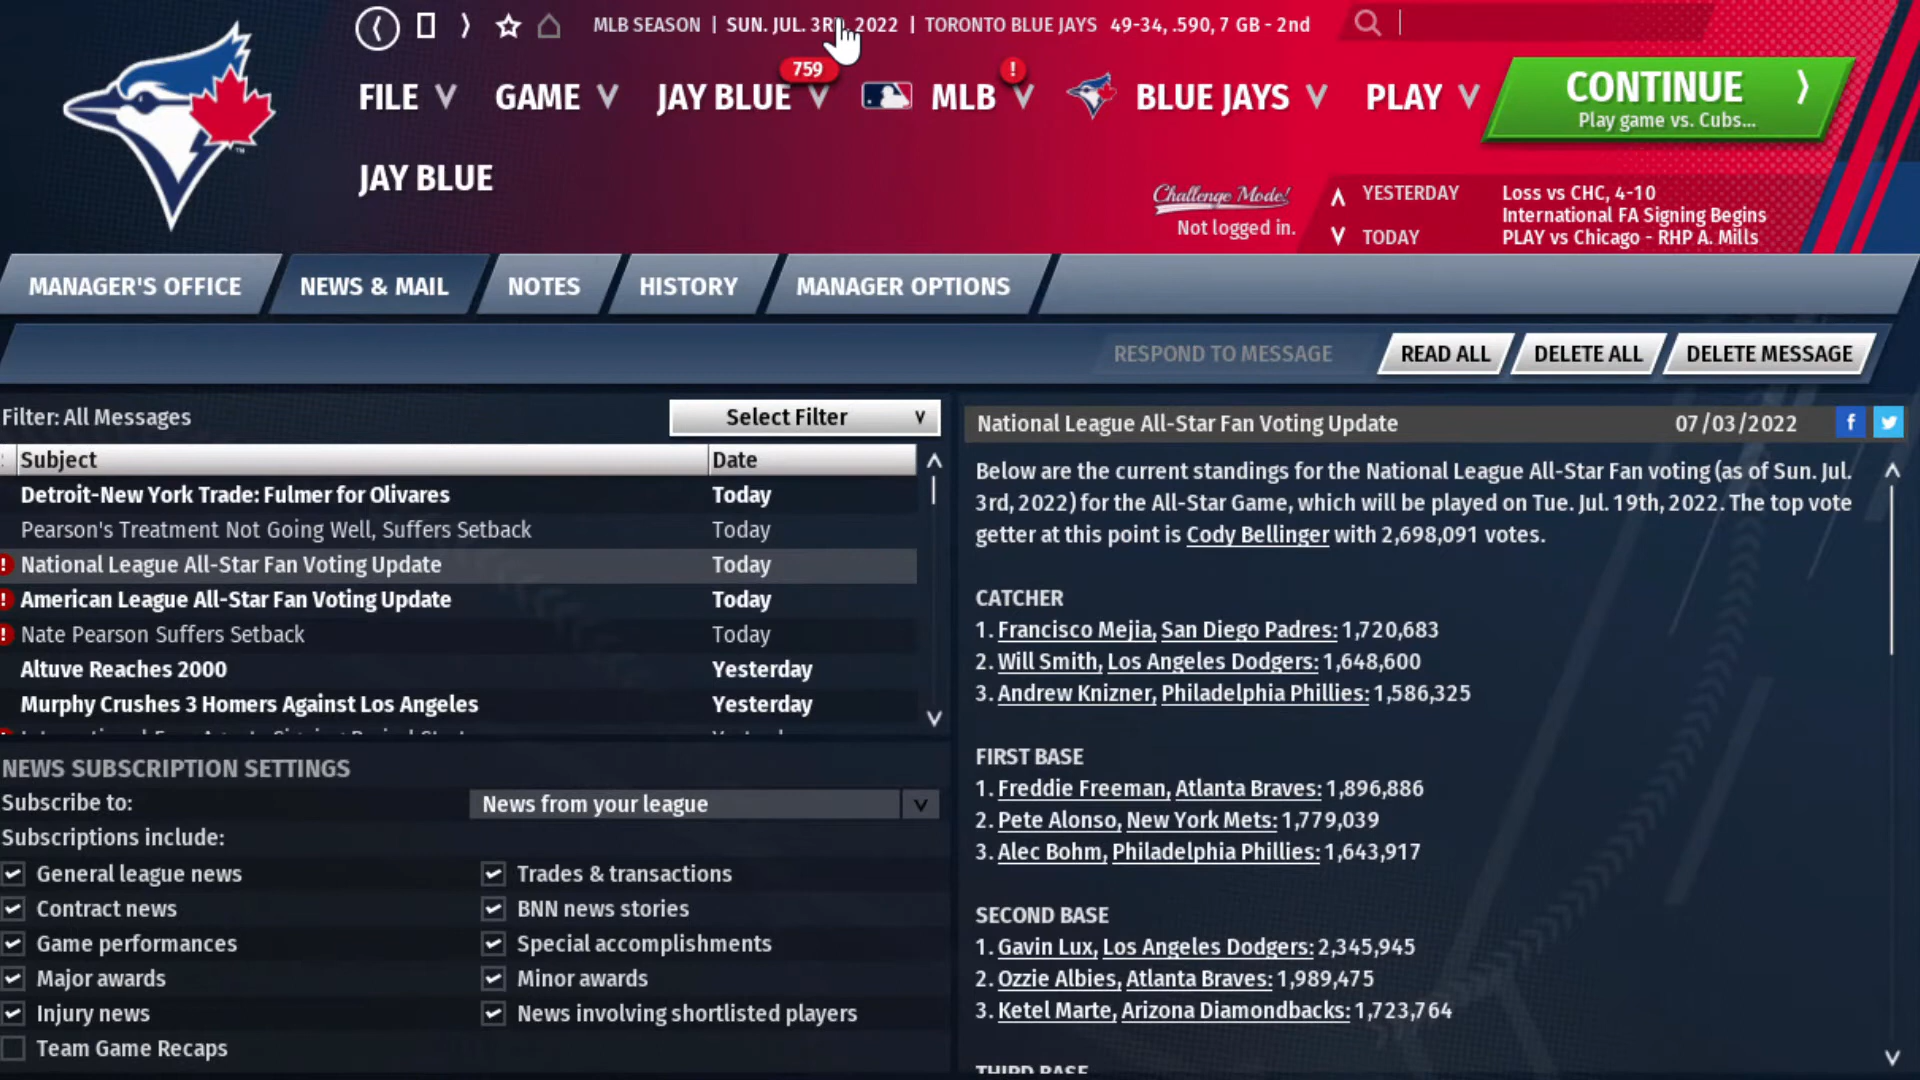 MLB SEASON | SUN. JUL. 3RD, 2022 | TORONTO BLUE JAYS 49-34, .590, 7 GB - 2nd
759
!
FILE GAME JAY BLUE MLB BLUE JAYS PLAY
CONTINUE
Play game vs. Cubs...
JAY BLUE
Challenge Mode!
Not logged in.
YESTERDAY Loss vs CHC, 4-10
International FA Signing Begins
TODAY PLAY vs Chicago - RHP A. Mills
MANAGER'S OFFICE NEWS & MAIL NOTES HISTORY MANAGER OPTIONS
RESPOND TO MESSAGE READ ALL DELETE ALL DELETE MESSAGE
Filter: All Messages Select Filter
Subject Date
Detroit-New York Trade: Fulmer for Olivares Today
Pearson's Treatment Not Going Well, Suffers Setback Today
! National League All-Star Fan Voting Update Today
! American League All-Star Fan Voting Update Today
! Nate Pearson Suffers Setback Today
Altuve Reaches 2000 Yesterday
Murphy Crushes 3 Homers Against Los Angeles Yesterday
NEWS SUBSCRIPTION SETTINGS
Subscribe to: News from your league
Subscriptions include:
General league news Trades & transactions
Contract news BNN news stories
Game performances Special accomplishments
Major awards Minor awards
Injury news News involving shortlisted players
Team Game Recaps
National League All-Star Fan Voting Update 07/03/2022
Below are the current standings for the National League All-Star Fan voting (as of Sun. Jul.
3rd, 2022) for the All-Star Game, which will be played on Tue. Jul. 19th, 2022. The top vote
getter at this point is Cody Bellinger with 2,698,091 votes.
CATCHER
1. Francisco Mejia, San Diego Padres: 1,720,683
2. Will Smith, Los Angeles Dodgers: 1,648,600
3. Andrew Knizner, Philadelphia Phillies: 1,586,325
FIRST BASE
1. Freddie Freeman, Atlanta Braves: 1,896,886
2. Pete Alonso, New York Mets: 1,779,039
3. Alec Bohm, Philadelphia Phillies: 1,643,917
SECOND BASE
1. Gavin Lux, Los Angeles Dodgers: 2,345,945
2. Ozzie Albies, Atlanta Braves: 1,989,475
3. Ketel Marte, Arizona Diamondbacks: 1,723,764
THIRD BASE